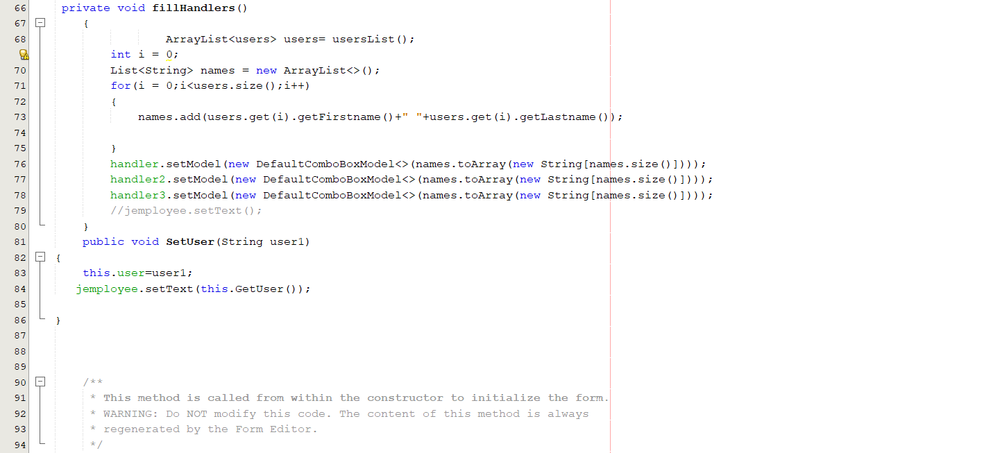 66 private void fillHandlers()
67 {
68 ArrayList<users> users= usersList();
int i = 0;
70 List<String> names = new ArrayList<>();
71 for(i = 0;i<users.size();i++)
72 {
73 names.add(users.get(i).getFirstname()+" "+users.get(i).getLastname());
74
75 }
76 handler.setModel(new DefaultComboBoxModel<>(names.toArray(new String[names.size()])));
77 handler2.setModel(new DefaultComboBoxModel<>(names.toArray(new String[names.size()])));
78 handler3.setModel(new DefaultComboBoxModel<>(names.toArray(new String[names.size()])));
79 //jemployee.setText();
80 }
81 public void SetUser(String user1)
82 {
83 this.user=user1;
84 jemployee.setText(this.GetUser());
85
86 }
87
88
89
90 /**
91 * This method is called from within the constructor to initialize the form.
92 * WARNING: Do NOT modify this code. The content of this method is always
93 * regenerated by the Form Editor.
94 */